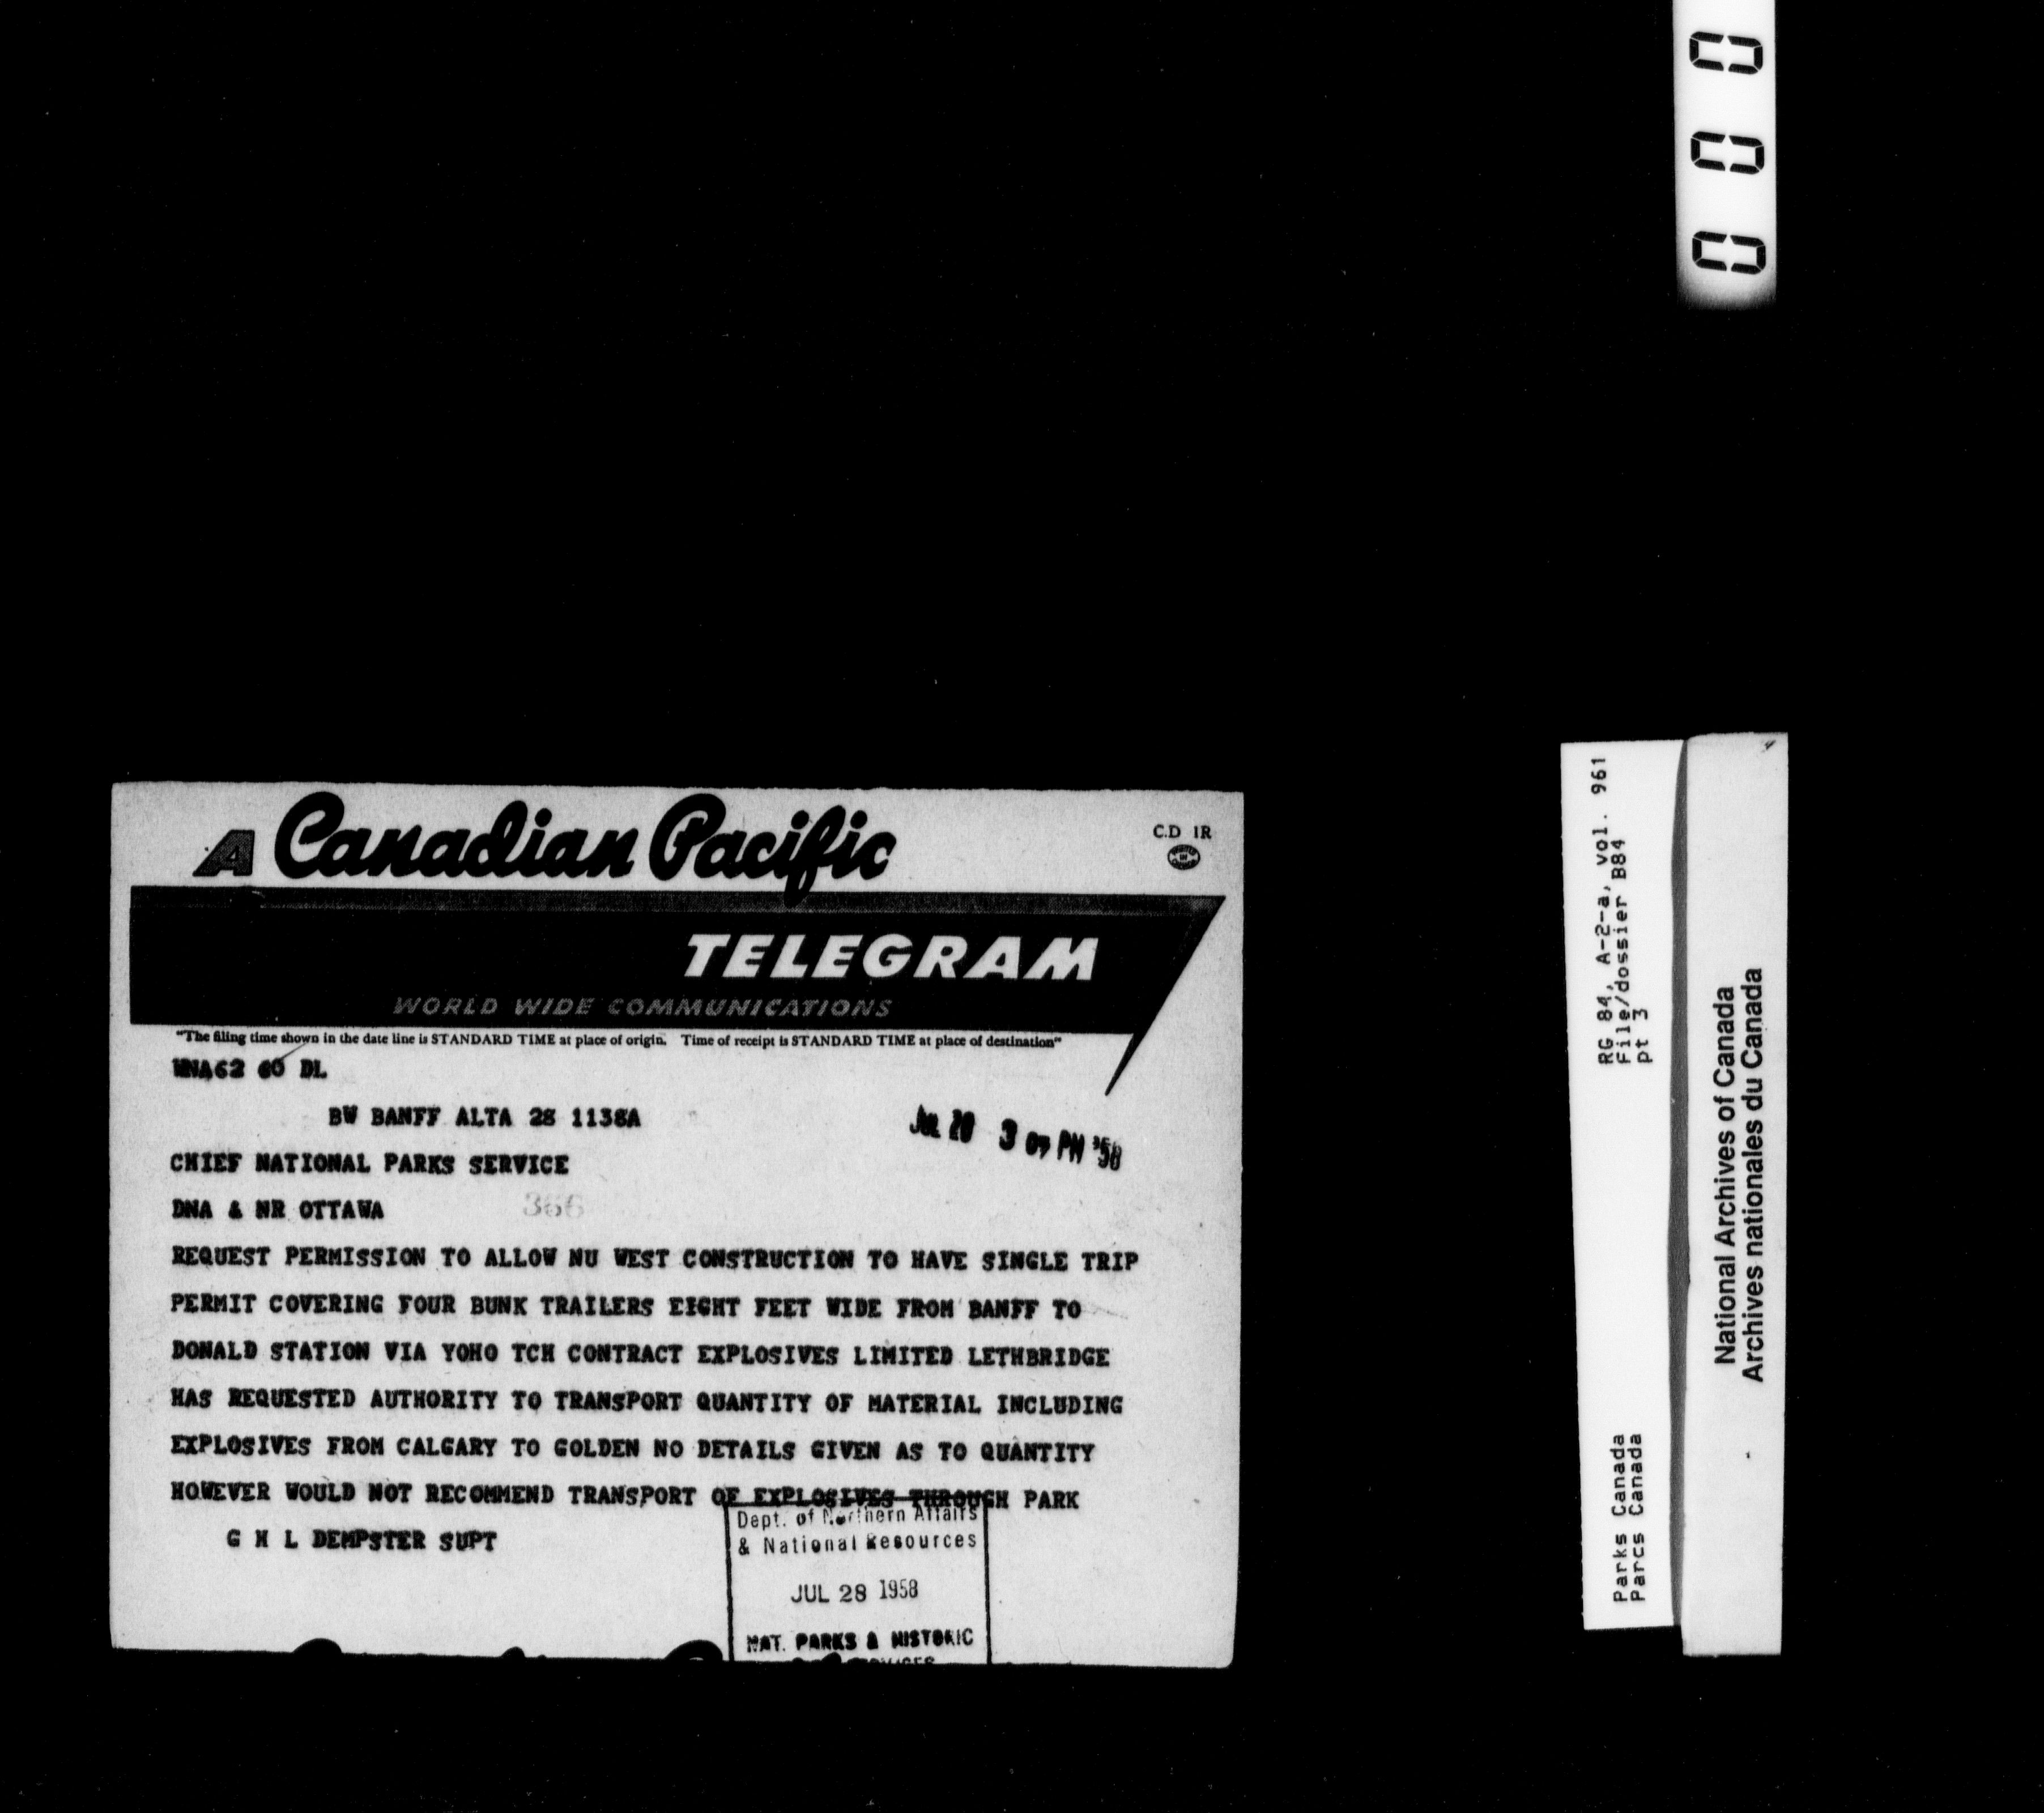 A Canadian Pacific
C.D 1R
TELEGRAM
WORLD WIDE COMMUNICATIONS
"The filing time shown in the date line is STANDARD TIME at place of origin. Time of receipt is STANDARD TIME at place of destination"
WNA62 60 DL
BW BANFF ALTA 28 1138A
JUL 28 3 07 PM '58
CHIEF NATIONAL PARKS SERVICE
DNA & NR OTTAWA
366
REQUEST PERMISSION TO ALLOW NU WEST CONSTRUCTION TO HAVE SINGLE TRIP
PERMIT COVERING FOUR BUNK TRAILERS EIGHT FEET WIDE FROM BANFF TO
DONALD STATION VIA YOHO TCH CONTRACT EXPLOSIVES LIMITED LETHBRIDGE
HAS REQUESTED AUTHORITY TO TRANSPORT QUANTITY OF MATERIAL INCLUDING
EXPLOSIVES FROM CALGARY TO GOLDEN NO DETAILS GIVEN AS TO QUANTITY
HOWEVER WOULD NOT RECOMMEND TRANSPORT OF EXPLOSIVES THROUGH PARK
G H L DEMPSTER SUPT
Dept. of Northern Affairs
& National Resources
JUL 28 1958
NAT. PARKS & HISTORIC
000
RG 84, A-2-a, vol. 961
File/dossier B84
pt 3
Parks Canada
Parcs Canada
National Archives of Canada
Archives nationales du Canada